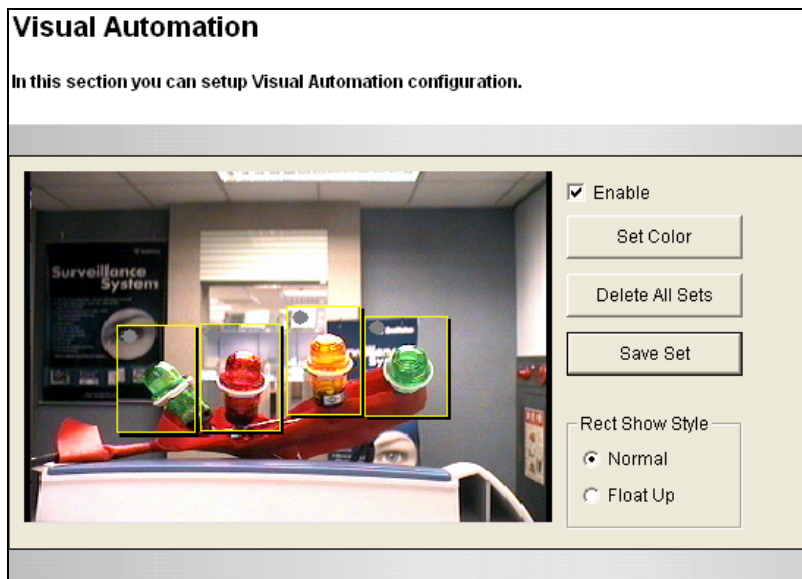 Visual Automation
In this section you can setup Visual Automation configuration.
Enable
Set Color
Delete All Sets
Save Set
Rect Show Style
Normal
Float Up
Surveillance
System